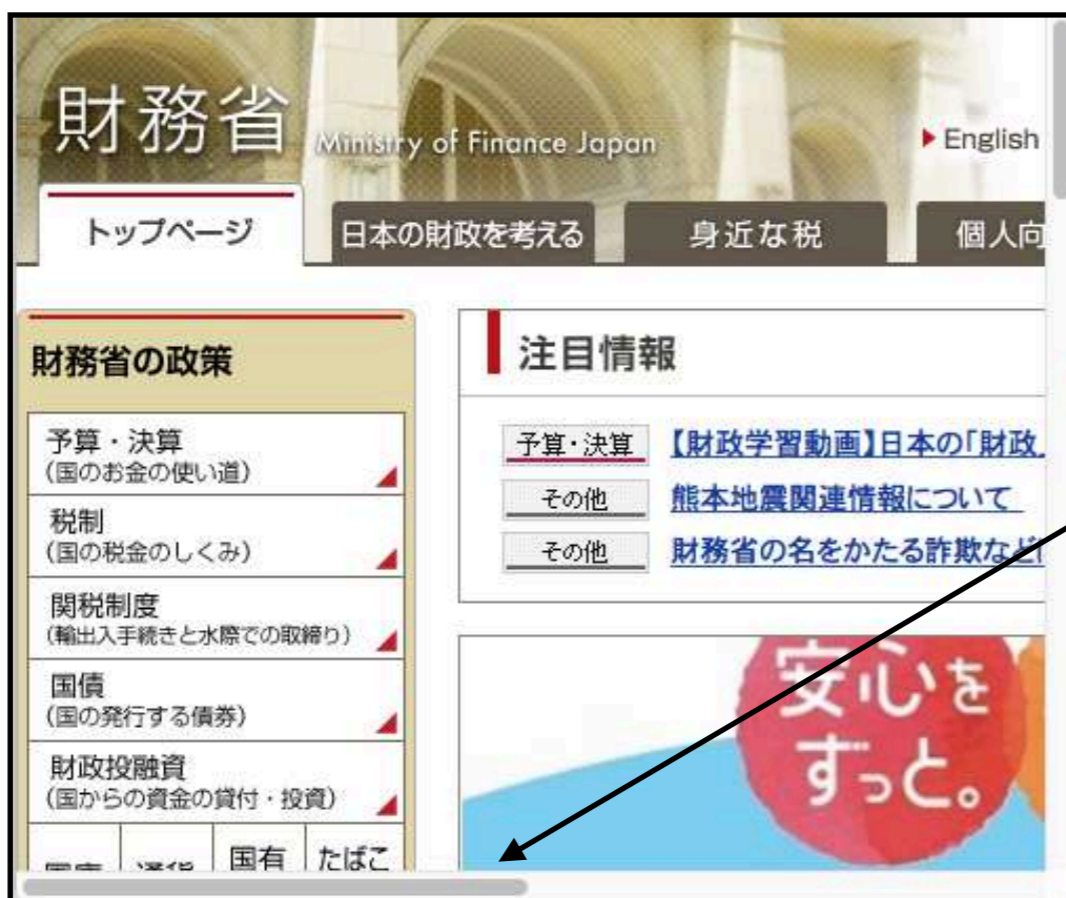 財務省 Ministry of Finance Japan
English
トップページ 日本の財政を考える 身近な税 個人向
財務省の政策
予算・決算
(国のお金の使い道)
税制
(国の税金のしくみ)
関税制度
(輸出入手続きと水際での取締り)
国債
(国の発行する債券)
財政投融資
(国からの資金の貸付・投資)
国有
たばこ
注目情報
予算・決算 【財政学習動画】日本の「財政
その他 熊本地震関連情報について
その他 財務省の名をかたる詐欺など
安心を
ずっと。